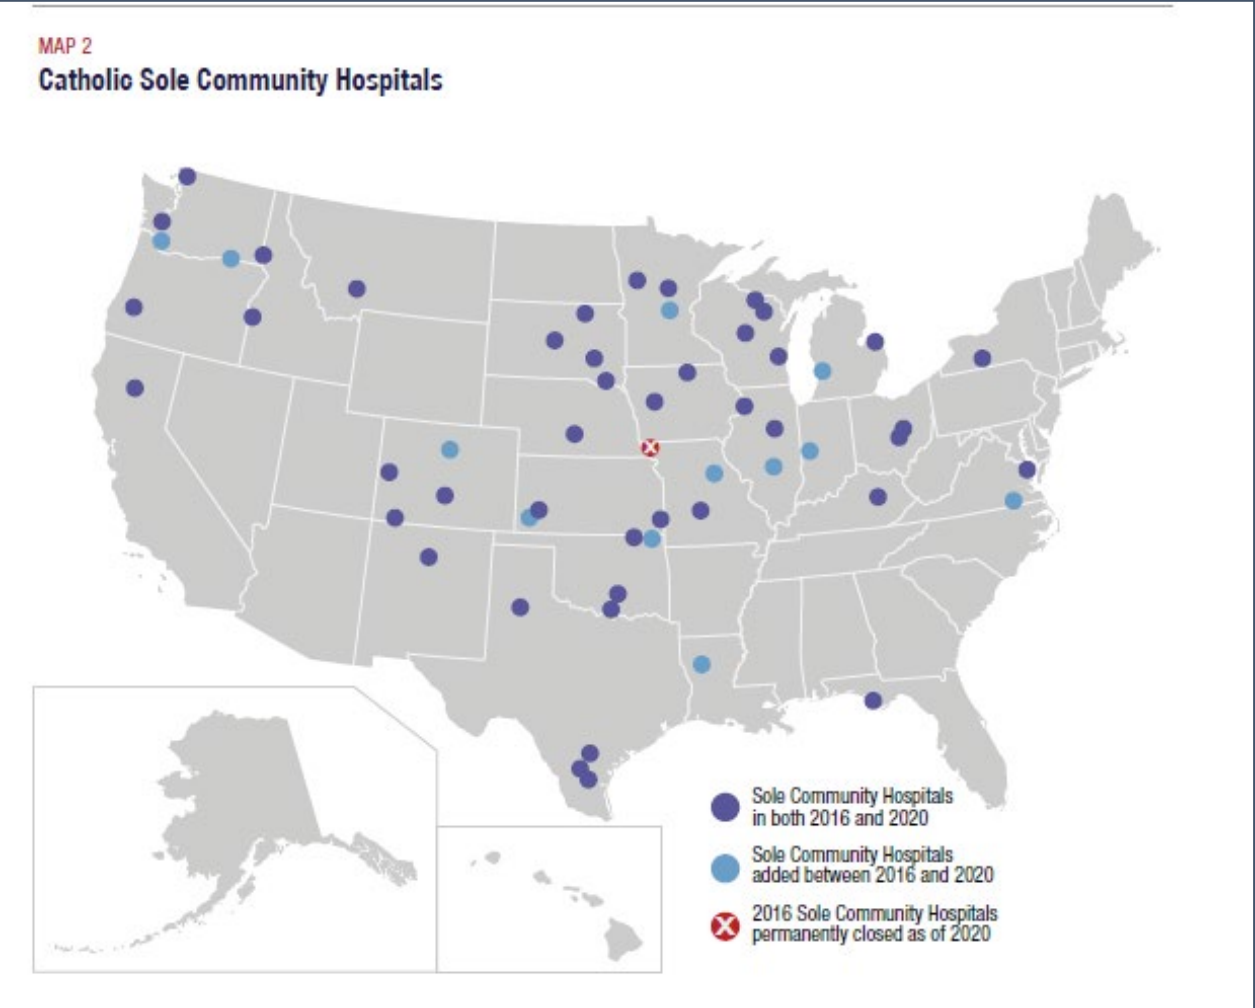 MAP 2
Catholic Sole Community Hospitals
Sole Community Hospitals
in both 2016 and 2020
Sole Community Hospitals
added between 2016 and 2020
2016 Sole Community Hospitals
permanently closed as of 2020